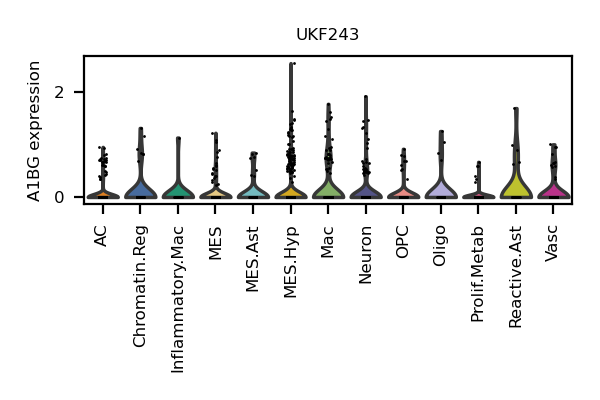 UKF243
A1BG expression
2
0
AC
Chromatin.Reg
Inflammatory.Mac
MES
MES.Ast
MES.Hyp
Mac
Neuron
OPC
Oligo
Prolif.Metab
Reactive.Ast
Vasc